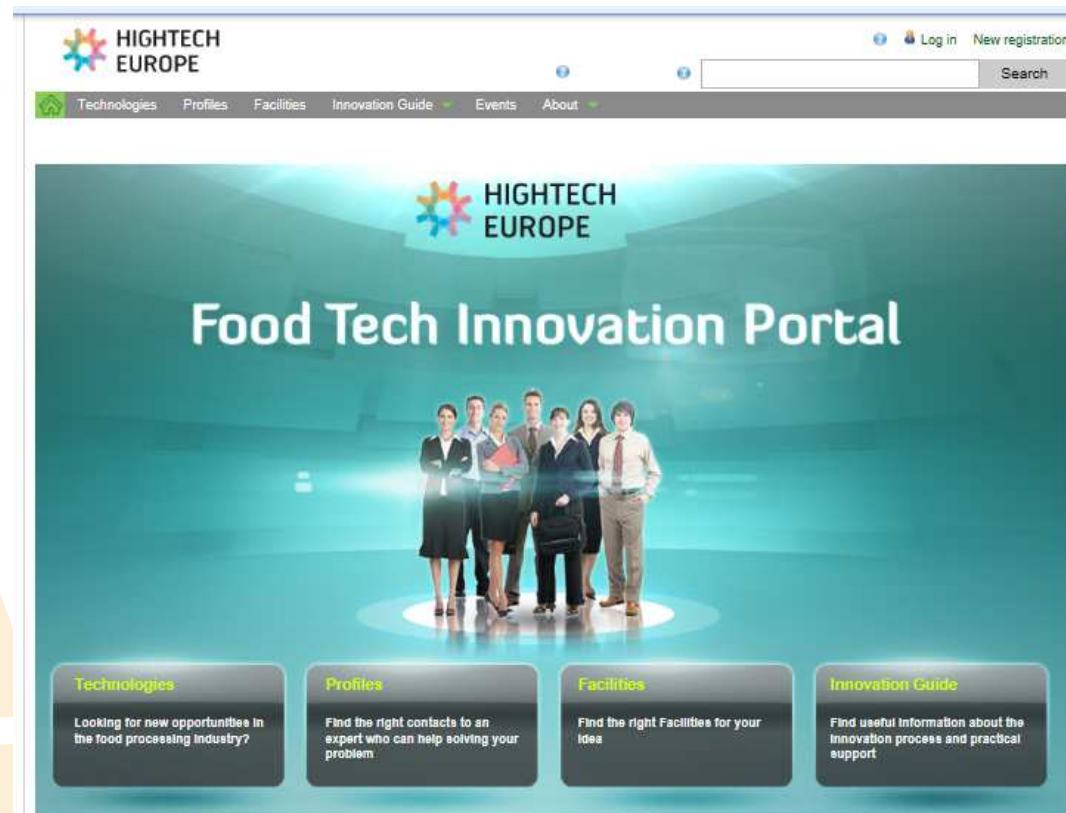 HIGHTECH
EUROPE
Log in New registration
Search
Technologies Profiles Facilities Innovation Guide Events About
HIGHTECH
EUROPE
Food Tech Innovation Portal
Technologies
Looking for new opportunities in
the food processing industry?
Profiles
Find the right contacts to an
expert who can help solving your
problem
Facilities
Find the right Facilities for your
idea
Innovation Guide
Find useful information about the
innovation process and practical
support